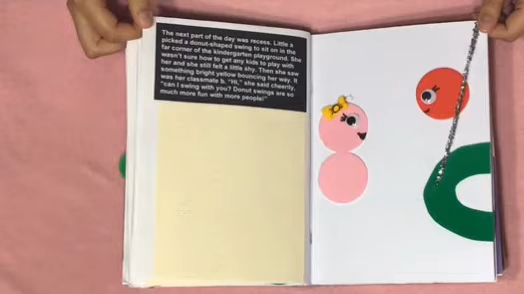 The next part of the day was recess. Little a
picked a donut-shaped swing to sit on in the
far corner of the kindergarten playground. She
wasn't sure how to get any kids to play with
her and she still felt a little shy. Then she saw
something bright yellow bouncing her way. It
was her classmate b. "Hi," she said cheerily,
"can I swing with you? Donut swings are so
much more fun with more people!"